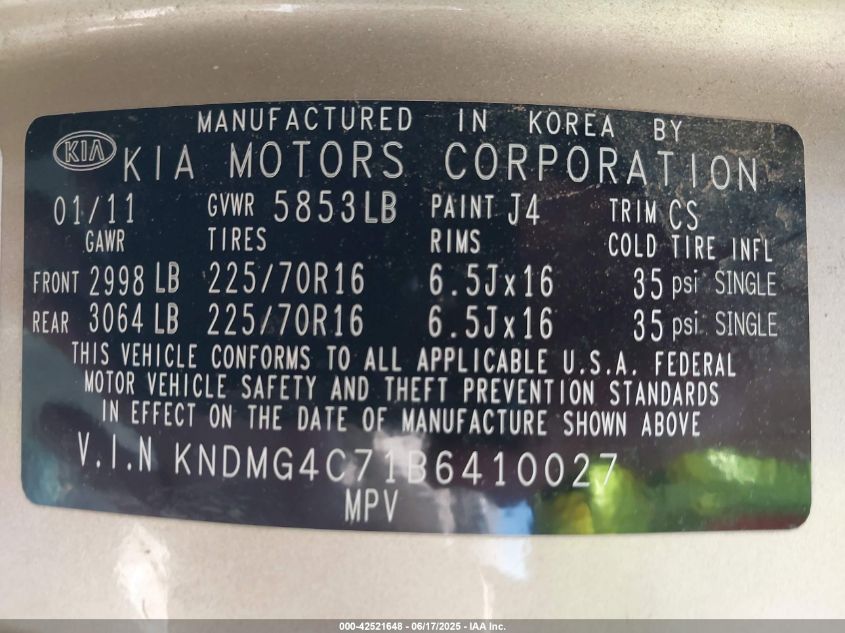 MANUFACTURED IN KOREA BY
KIA KIA MOTORS CORPORATION
01/11 GVWR 5853LB PAINT J4 TRIM CS
GAWR TIRES RIMS COLD TIRE INFL
FRONT 2998 LB 225/70R16 6.5Jx16 35 psi SINGLE
REAR 3064 LB 225/70R16 6.5Jx16 35 psi SINGLE
THIS VEHICLE CONFORMS TO ALL APPLICABLE U.S.A. FEDERAL
MOTOR VEHICLE SAFETY AND THEFT PREVENTION STANDARDS
IN EFFECT ON THE DATE OF MANUFACTURE SHOWN ABOVE
V.I.N KNDMG4C71B6410027
MPV
000-42521648 - 06/17/2025 - IAA Inc.